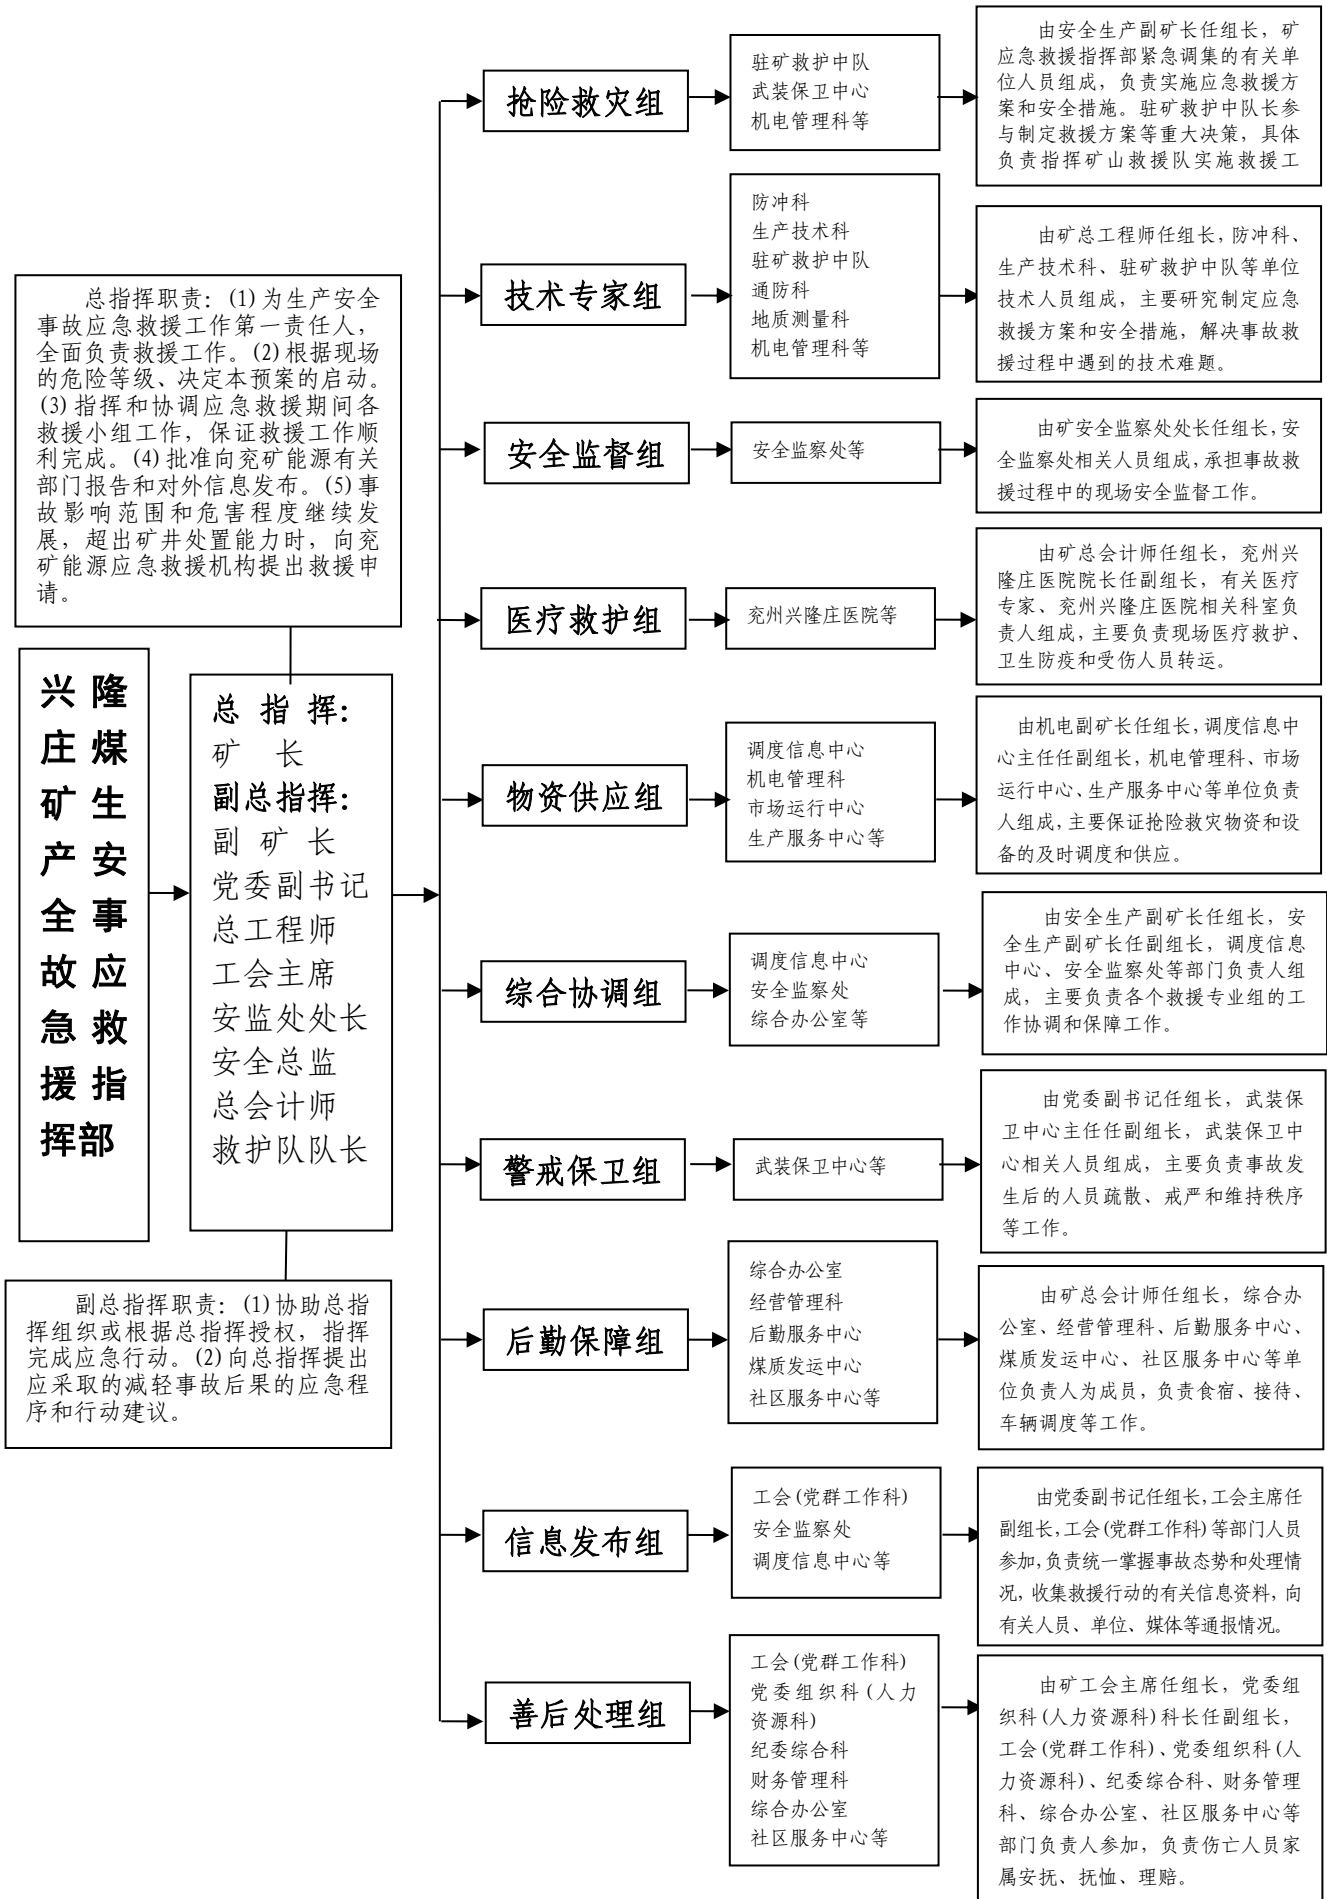 总指挥职责：(1)为生产安全
事故应急救援工作第一责任人，
全面负责救援工作。(2)根据现场
的危险等级、决定本预案的启动。
(3)指挥和协调应急救援期间各
救援小组工作，保证救援工作顺
利完成。(4)批准向兖矿能源有关
部门报告和对外信息发布。(5)事
故影响范围和危害程度继续发
展，超出矿井处置能力时，向兖
矿能源应急救援机构提出救援申
请。
兴隆
庄煤
矿生
产安
全事
故应
急救
援指
挥部
总 指 挥：
矿 长
副总指挥：
副 矿 长
党委副书记
总工程师
工会主席
安监处处长
安全总监
总会计师
救护队队长
副总指挥职责：(1)协助总指
挥组织或根据总指挥授权，指挥
完成应急行动。(2)向总指挥提出
应采取的减轻事故后果的应急程
序和行动建议。
抢险救灾组
驻矿救护中队
武装保卫中心
机电管理科等
由安全生产副矿长任组长，矿
应急救援指挥部紧急调集的有关单
位人员组成，负责实施应急救援方
案和安全措施。驻矿救护中队长参
与制定救援方案等重大决策，具体
负责指挥矿山救援队实施救援工
技术专家组
防冲科
生产技术科
驻矿救护中队
通防科
地质测量科
机电管理科等
由矿总工程师任组长，防冲科、
生产技术科、驻矿救护中队等单位
技术人员组成，主要研究制定应急
救援方案和安全措施，解决事故救
援过程中遇到的技术难题。
安全监督组
安全监察处等
由矿安全监察处处长任组长，安
全监察处相关人员组成，承担事故救
援过程中的现场安全监督工作。
医疗救护组
兖州兴隆庄医院等
由矿总会计师任组长，兖州兴
隆庄医院院长任副组长，有关医疗
专家、兖州兴隆庄医院相关科室负
责人组成，主要负责现场医疗救护、
卫生防疫和受伤人员转运。
物资供应组
调度信息中心
机电管理科
市场运行中心
生产服务中心等
由机电副矿长任组长，调度信息中
心主任任副组长，机电管理科、市场
运行中心、生产服务中心等单位负责
人组成，主要保证抢险救灾物资和设
备的及时调度和供应。
综合协调组
调度信息中心
安全监察处
综合办公室等
由安全生产副矿长任组长，安
全生产副矿长任副组长，调度信息
中心、安全监察处等部门负责人组
成，主要负责各个救援专业组的工
作协调和保障工作。
警戒保卫组
武装保卫中心等
由党委副书记任组长，武装保
卫中心主任任副组长，武装保卫中
心相关人员组成，主要负责事故发
生后的人员疏散、戒严和维持秩序
等工作。
后勤保障组
综合办公室
经营管理科
后勤服务中心
煤质发运中心
社区服务中心等
由矿总会计师任组长，综合办
公室、经营管理科、后勤服务中心、
煤质发运中心、社区服务中心等单
位负责人为成员，负责食宿、接待、
车辆调度等工作。
信息发布组
工会(党群工作科)
安全监察处
调度信息中心等
由党委副书记任组长，工会主席任
副组长，工会(党群工作科)等部门人员
参加，负责统一掌握事故态势和处理情
况，收集救援行动的有关信息资料，向
有关人员、单位、媒体等通报情况。
善后处理组
工会(党群工作科)
党委组织科(人力
资源科)
纪委综合科
财务管理科
综合办公室
社区服务中心等
由矿工会主席任组长，党委组
织科(人力资源科)科长任副组长，
工会(党群工作科)、党委组织科(人
力资源科)、纪委综合科、财务管理
科、综合办公室、社区服务中心等
部门负责人参加，负责伤亡人员家
属安抚、抚恤、理赔。